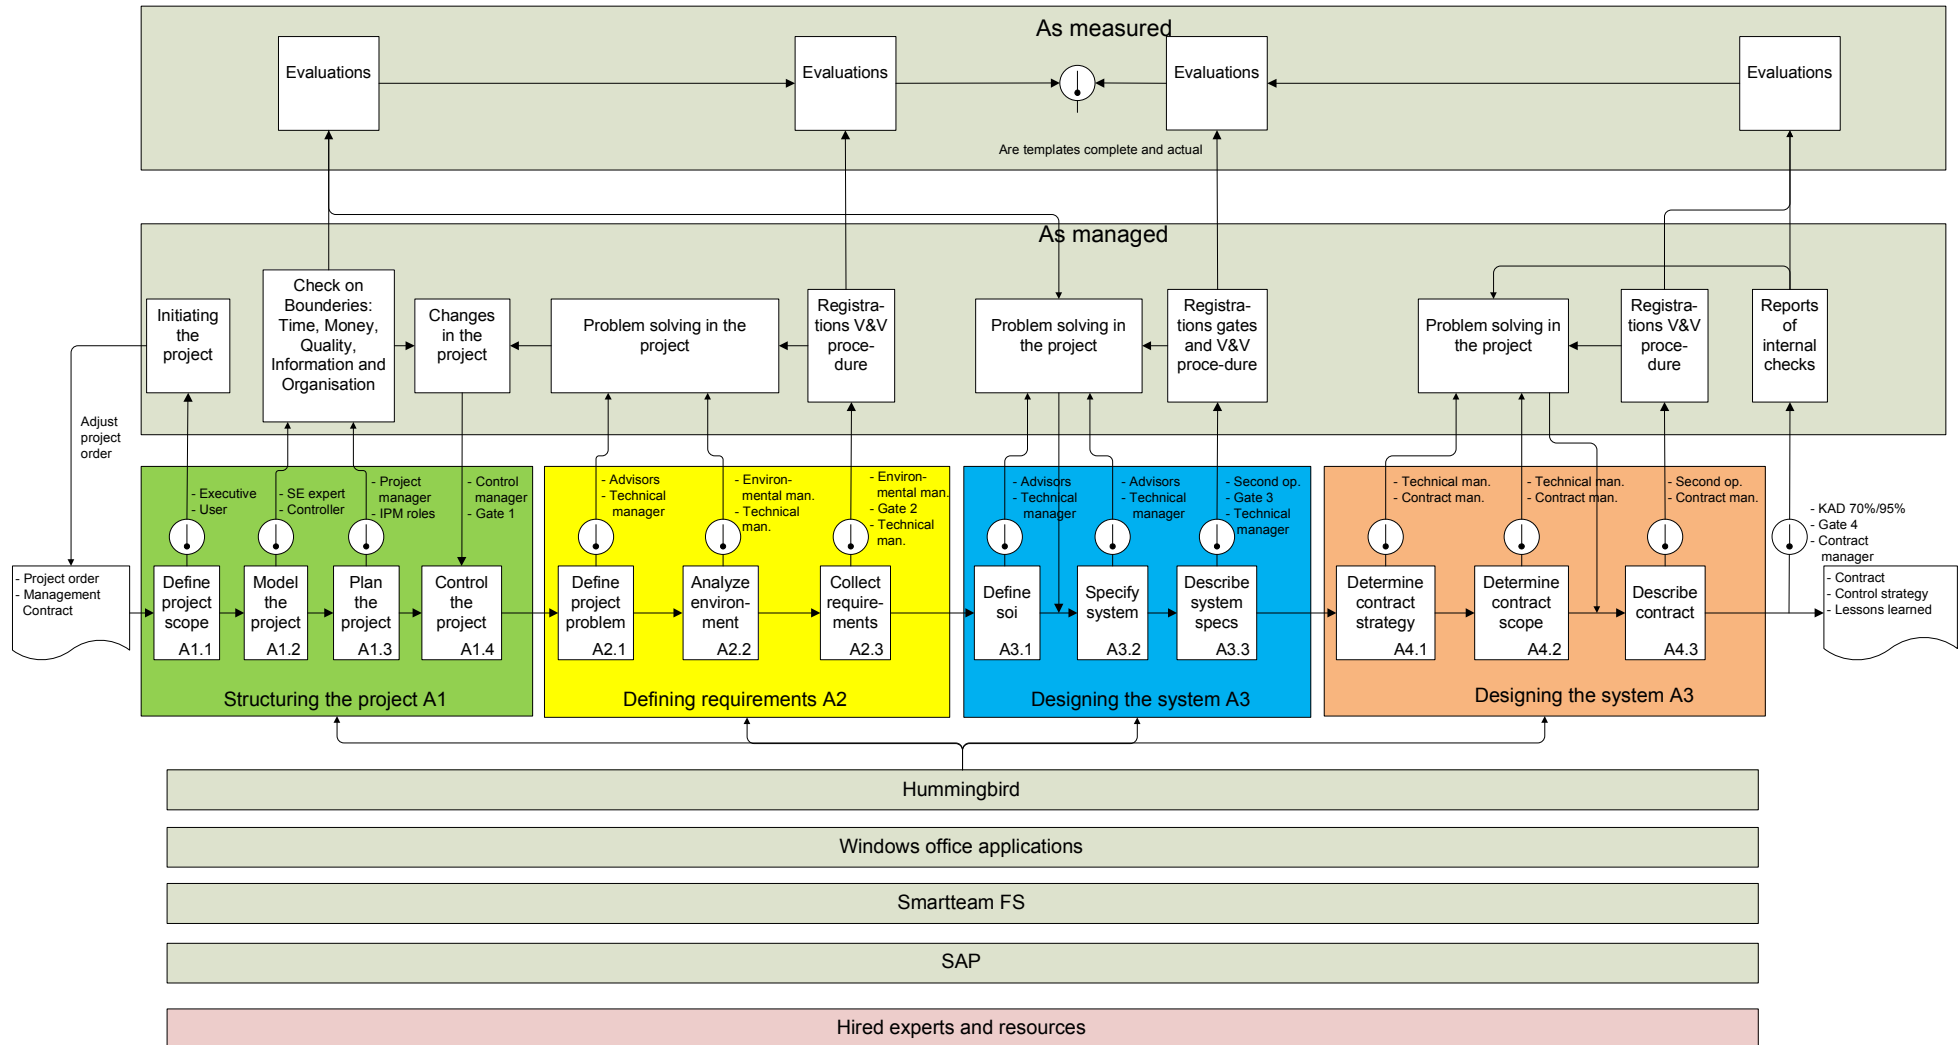 As measured
Evaluations
Evaluations
Evaluations
Evaluations
Are templates complete and actual
As managed
Initiating
the
project
Check on
Bounderies:
Time, Money,
Quality,
Information and
Organisation
Changes
in the
project
Problem solving in the
project
Registra-
tions V&V
proce-
dure
Problem solving in
the project
Registra-
tions gates
and V&V
proce-dure
Problem solving in
the project
Registra-
tions V&V
proce-
dure
Reports
of
internal
checks
Adjust
project
order
- Executive
- User
- SE expert
- Controller
- Project
manager
- IPM roles
- Control
manager
- Gate 1
- Advisors
- Technical
manager
- Environ-
mental man.
- Technical
man.
- Environ-
mental man.
- Gate 2
- Technical
man.
- Advisors
- Technical
manager
- Advisors
- Technical
manager
- Second op.
- Gate 3
- Technical
manager
- Technical man.
- Contract man.
- Technical man.
- Contract man.
- Second op.
- Contract man.
- KAD 70%/95%
- Gate 4
- Contract
manager
- Project order
- Management
Contract
Define
project
scope
A1.1
Model
the
project
A1.2
Plan
the
project
A1.3
Control
the
project
A1.4
Define
project
problem
A2.1
Analyze
environ-
ment
A2.2
Collect
require-
ments
A2.3
Define
soi
A3.1
Specify
system
A3.2
Describe
system
specs
A3.3
Determine
contract
strategy
A4.1
Determine
contract
scope
A4.2
Describe
contract
A4.3
- Contract
- Control strategy
- Lessons learned
Structuring the project A1
Defining requirements A2
Designing the system A3
Designing the system A3
Hummingbird
Windows office applications
Smartteam FS
SAP
Hired experts and resources